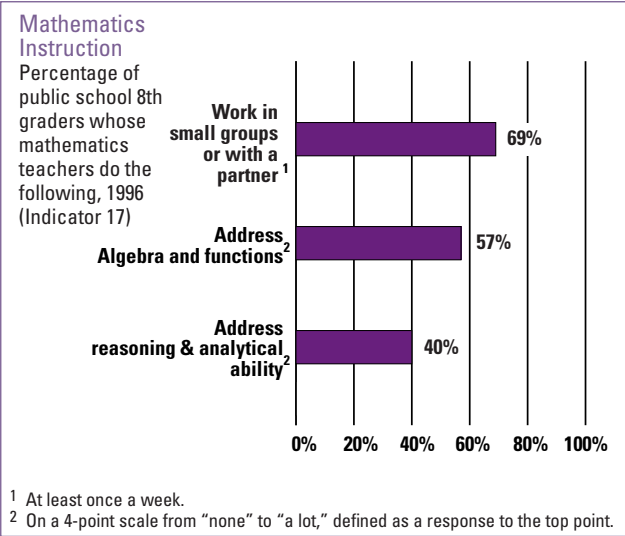 Mathematics
Instruction
Percentage of
public school 8th
graders whose
mathematics
teachers do the
following, 1996
(Indicator 17)
Work in
small groups
or with a
partner 1
69%
Address
Algebra and functions2
57%
Address
reasoning & analytical
ability2
40%
0% 20% 40% 60% 80% 100%
1 At least once a week.
2 On a 4-point scale from “none” to “a lot,” defined as a response to the top point.